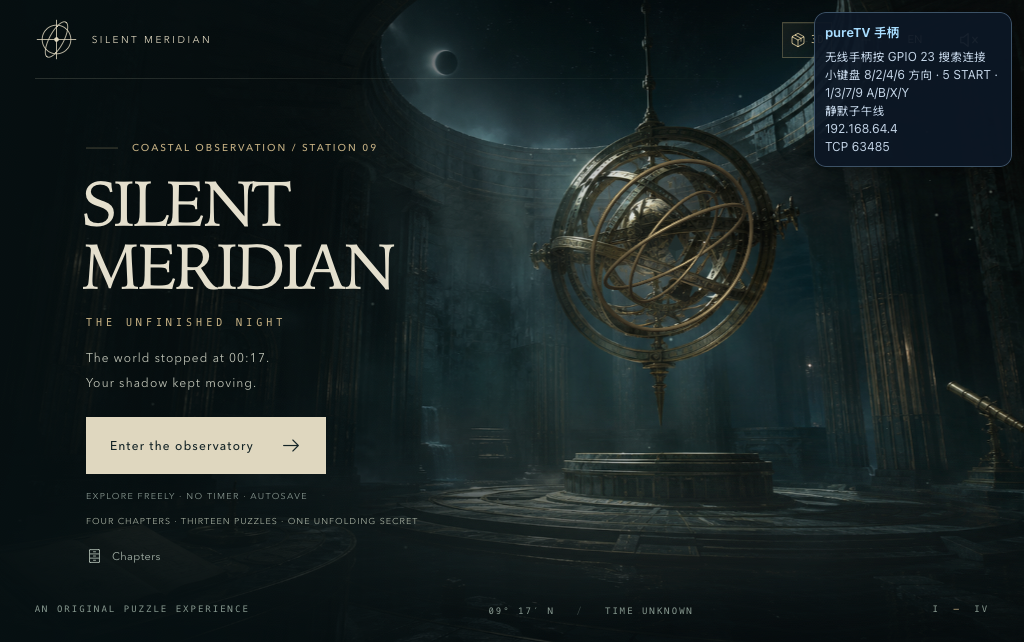 SILENT MERIDIAN
pureTV 手柄
无线手柄按 GPIO 23 搜索连接
小键盘 8/2/4/6 方向 · 5 START ·
1/3/7/9 A/B/X/Y
静默子午线
192.168.64.4
TCP 63485
COASTAL OBSERVATION / STATION 09
SILENT
MERIDIAN
THE UNFINISHED NIGHT
The world stopped at 00:17.
Your shadow kept moving.
Enter the observatory →
EXPLORE FREELY · NO TIMER · AUTOSAVE
FOUR CHAPTERS · THIRTEEN PUZZLES · ONE UNFOLDING SECRET
Chapters
AN ORIGINAL PUZZLE EXPERIENCE
09° 17′ N / TIME UNKNOWN
I — IV